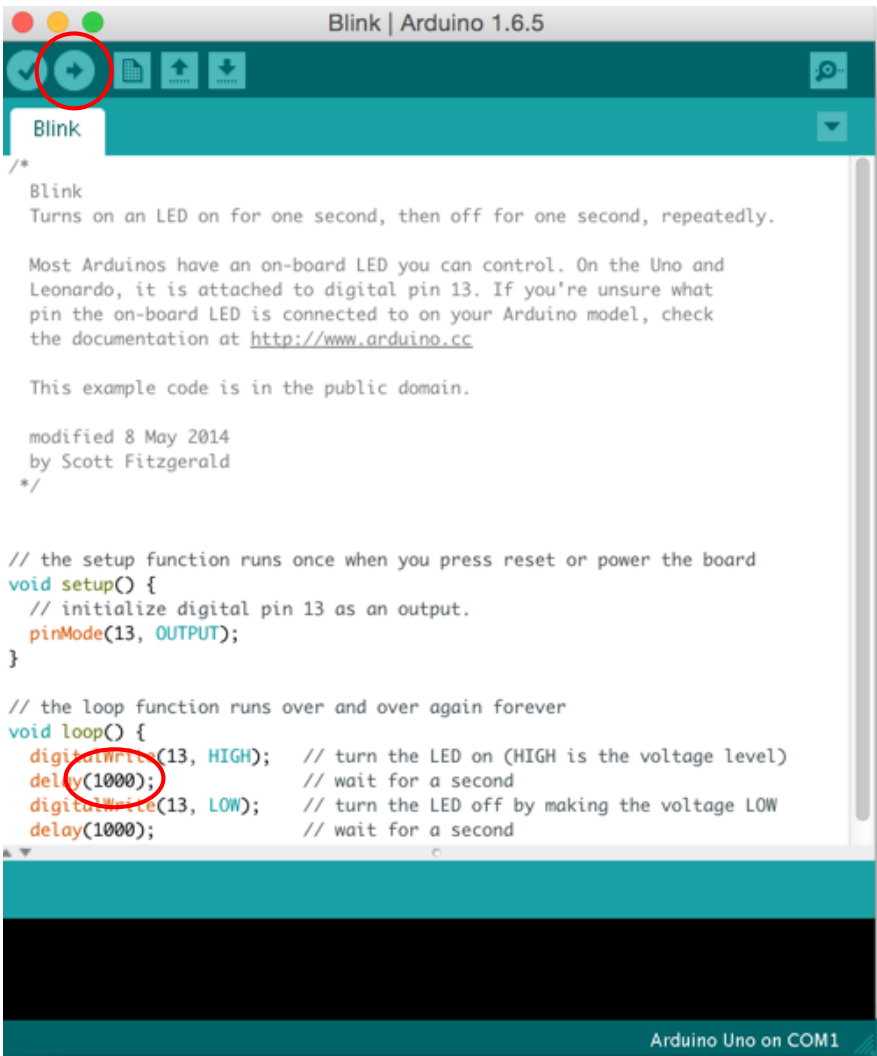 Blink | Arduino 1.6.5
Blink
/*
Blink
Turns on an LED on for one second, then off for one second, repeatedly.
Most Arduinos have an on-board LED you can control. On the Uno and
Leonardo, it is attached to digital pin 13. If you're unsure what
pin the on-board LED is connected to on your Arduino model, check
the documentation at http://www.arduino.cc
This example code is in the public domain.
modified 8 May 2014
by Scott Fitzgerald
*/
// the setup function runs once when you press reset or power the board
void setup() {
// initialize digital pin 13 as an output.
pinMode(13, OUTPUT);
}
// the loop function runs over and over again forever
void loop() {
digitalWrite(13, HIGH); // turn the LED on (HIGH is the voltage level)
delay(1000); // wait for a second
digitalWrite(13, LOW); // turn the LED off by making the voltage LOW
delay(1000); // wait for a second
Arduino Uno on COM1